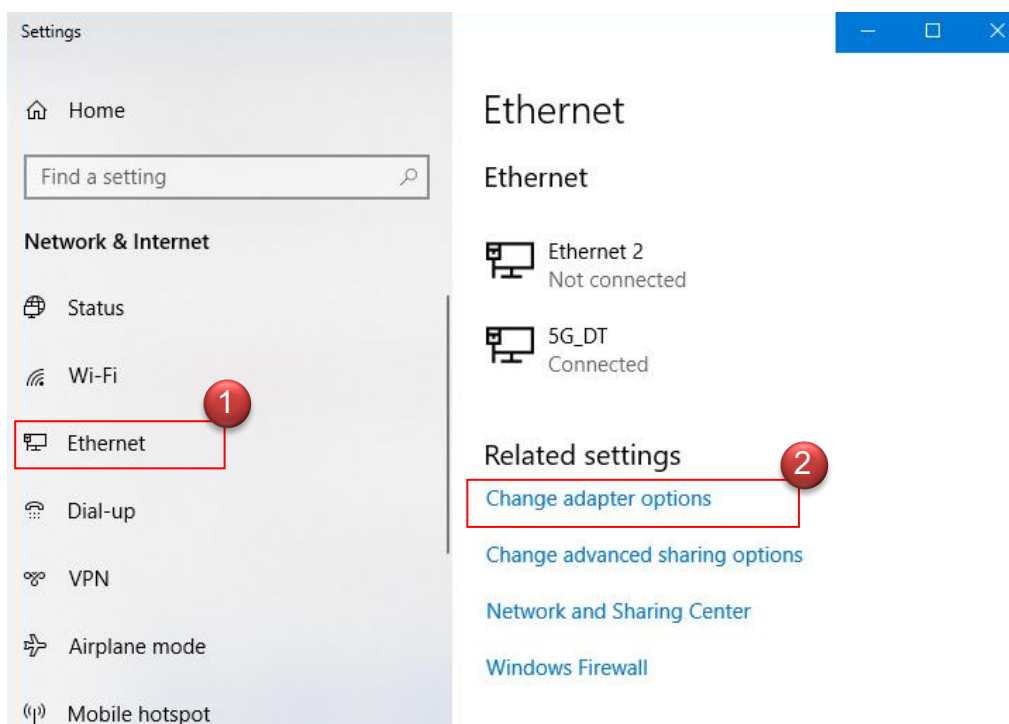 Settings
Home
Find a setting
Network & Internet
Status
Wi-Fi
1
Ethernet
Dial-up
VPN
Airplane mode
Mobile hotspot
Ethernet
Ethernet
Ethernet 2
Not connected
5G_DT
Connected
Related settings
2
Change adapter options
Change advanced sharing options
Network and Sharing Center
Windows Firewall